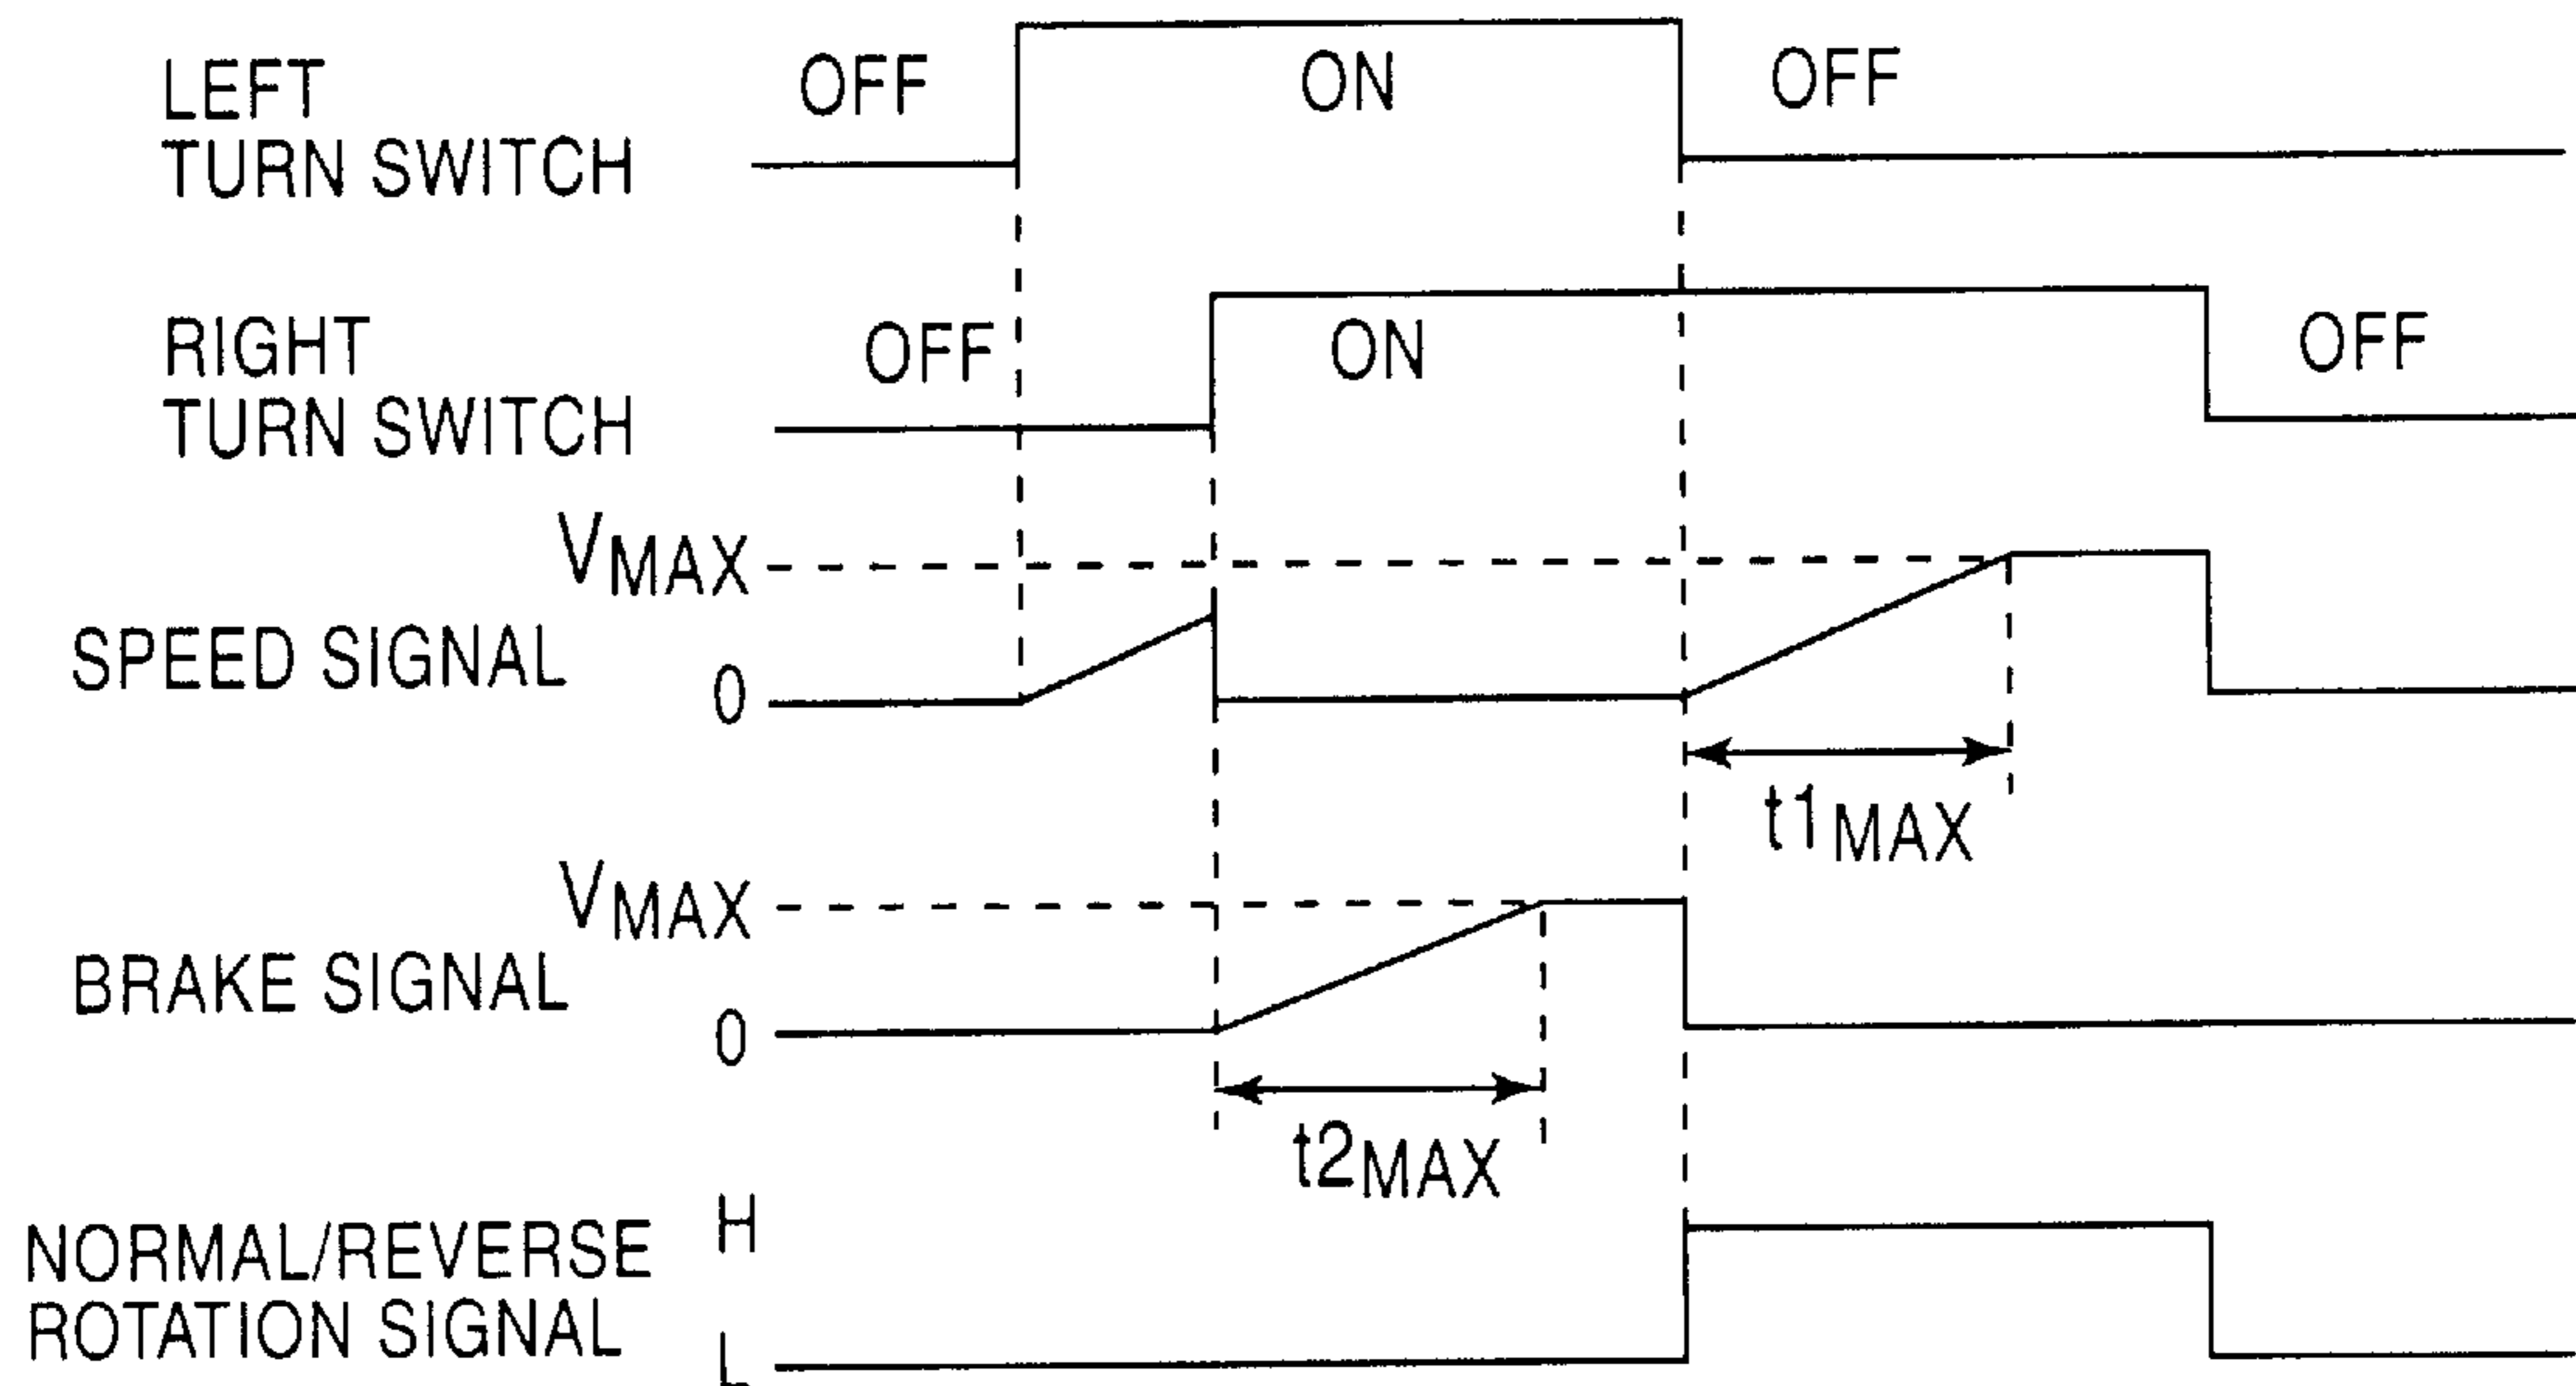 LEFT
TURN SWITCH
OFF
ON
OFF
RIGHT
TURN SWITCH
OFF
ON
OFF
VMAX
SPEED SIGNAL
0
t1MAX
VMAX
BRAKE SIGNAL
0
t2MAX
NORMAL/REVERSE
ROTATION SIGNAL
H
L